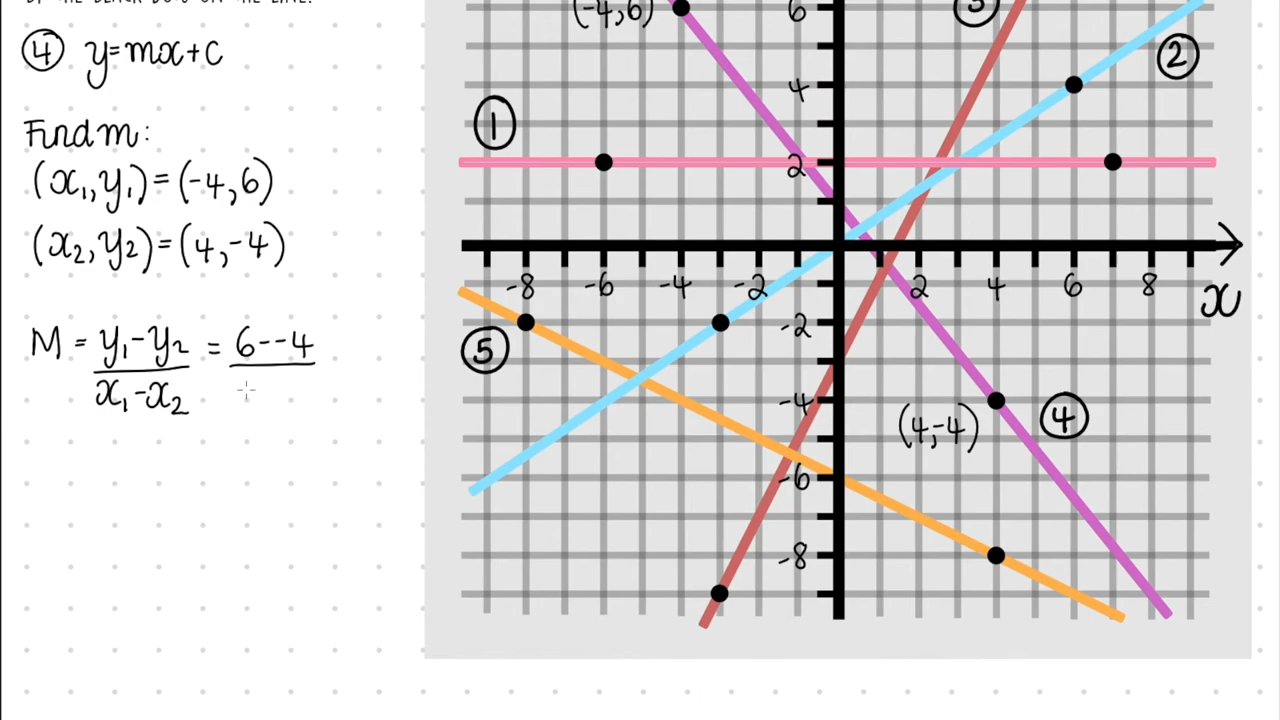 ④ y=mx+c
Find m:
(x₁,y₁)=(-4,6)
(x₂,y₂)=(4,-4)
M = y₁-y₂ = 6--4
x₁-x₂
(-4,6)
6
③
②
4
①
2
-8 -6 -4 -2 2 4 6 8
x
-2
⑤
-4
(4,-4)
④
-6
-8